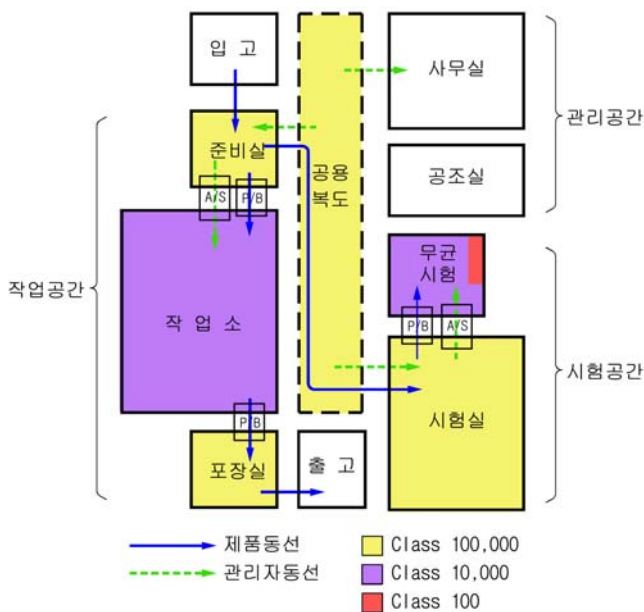 입 고
사무실
관리공간
준비실
공용
복도
공조실
A/S
P/B
무균
시험
작업공간
작 업 소
P/B
A/S
시험공간
P/B
시험실
포장실
출 고
제품동선
관리자동선
Class 100,000
Class 10,000
Class 100